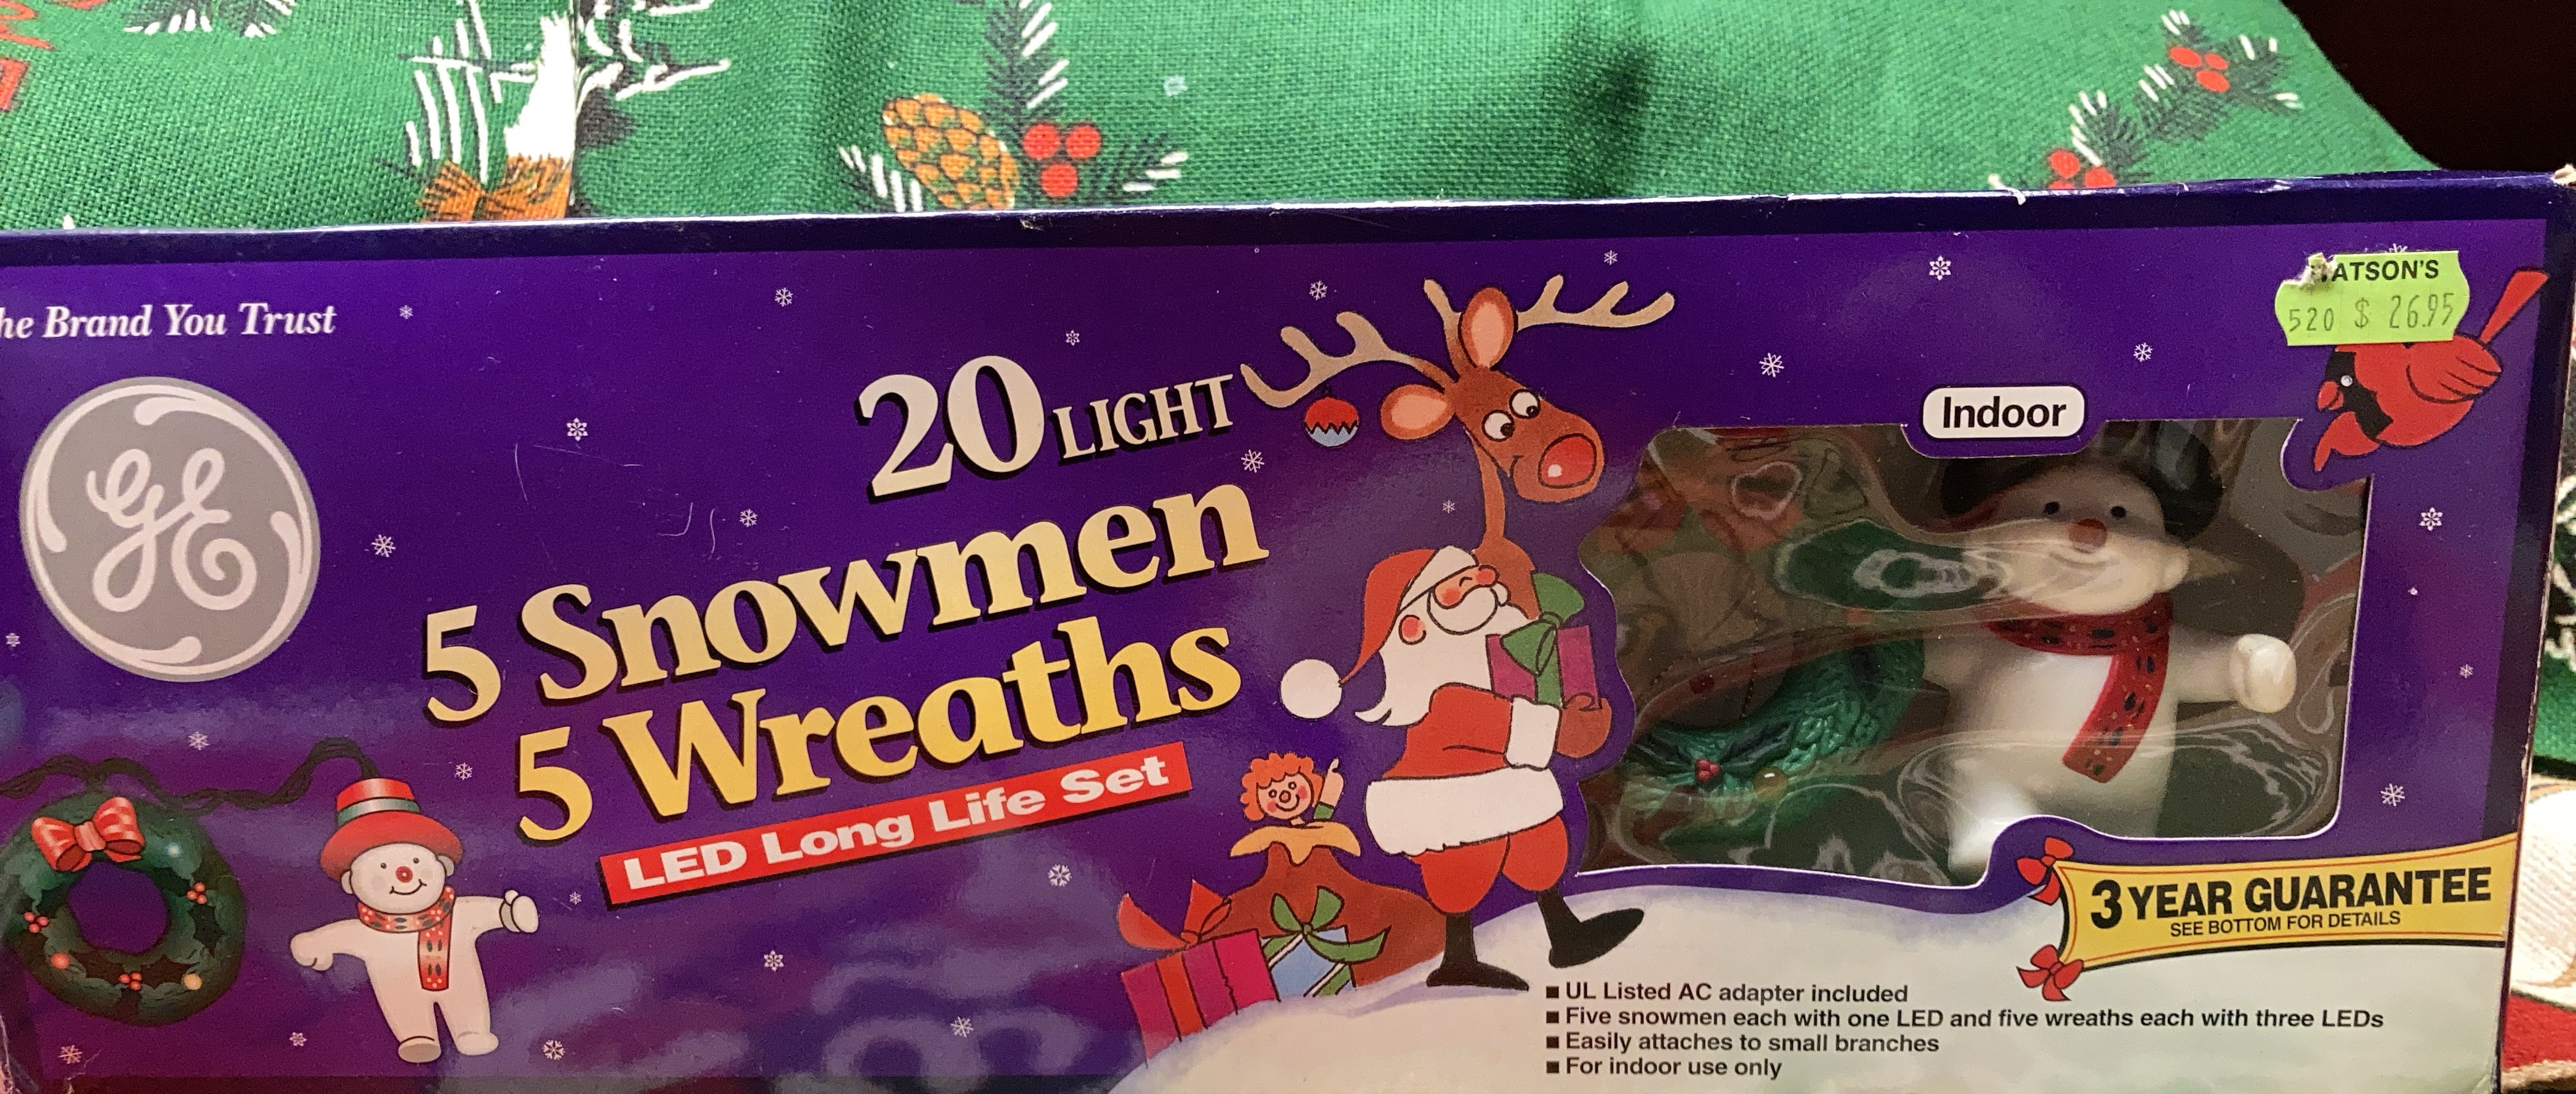 he Brand You Trust
GE
20 LIGHT
5 Snowmen
5 Wreaths
LED Long Life Set
Indoor
ATSON'S
520 $ 26.95
3 YEAR GUARANTEE
SEE BOTTOM FOR DETAILS
■ UL Listed AC adapter included
■ Five snowmen each with one LED and five wreaths each with three LEDs
■ Easily attaches to small branches
■ For indoor use only